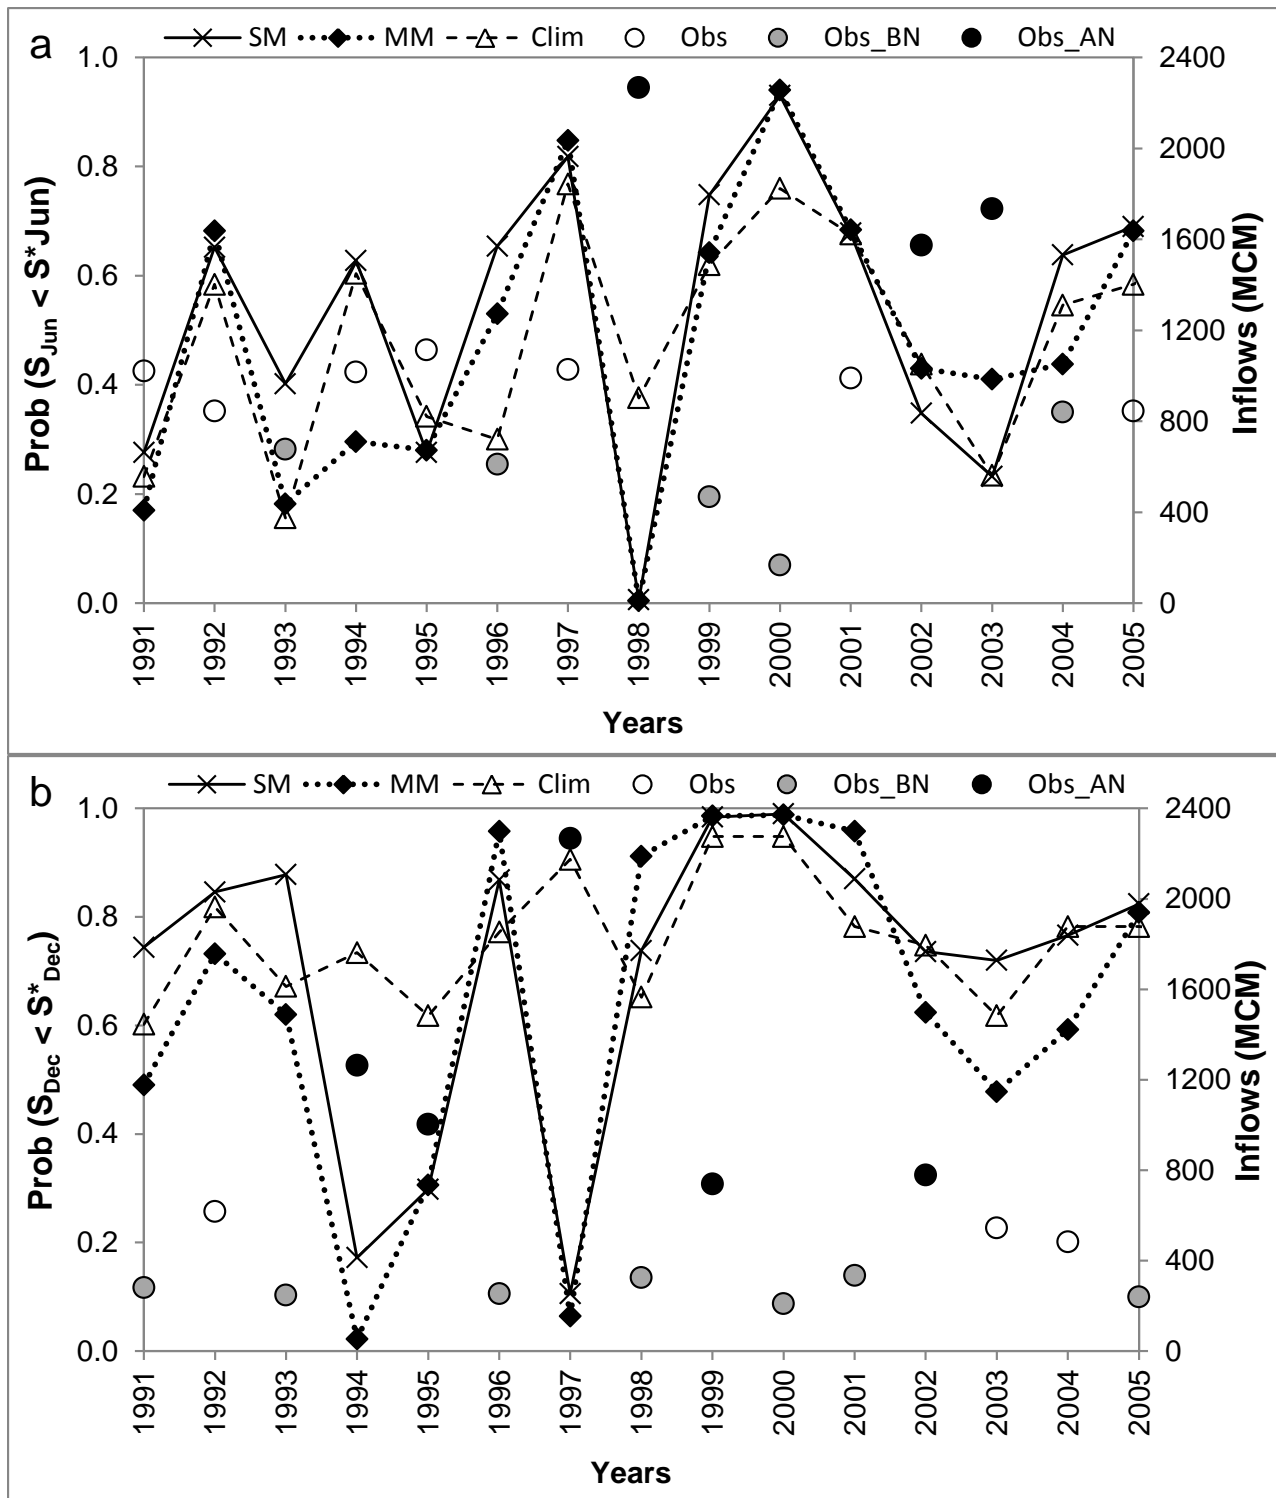 a
SM MM Clim Obs Obs_BN Obs_AN
1.0 2400
0.8 2000
0.6 1600
0.4 1200
0.2 800
0.0 400
0
Prob (S_Jun < S*Jun)
Inflows (MCM)
1991 1992 1993 1994 1995 1996 1997 1998 1999 2000 2001 2002 2003 2004 2005
Years
b
SM MM Clim Obs Obs_BN Obs_AN
1.0 2400
0.8 2000
0.6 1600
0.4 1200
0.2 800
0.0 400
0
Prob (S_Dec < S*_Dec)
Inflows (MCM)
1991 1992 1993 1994 1995 1996 1997 1998 1999 2000 2001 2002 2003 2004 2005
Years